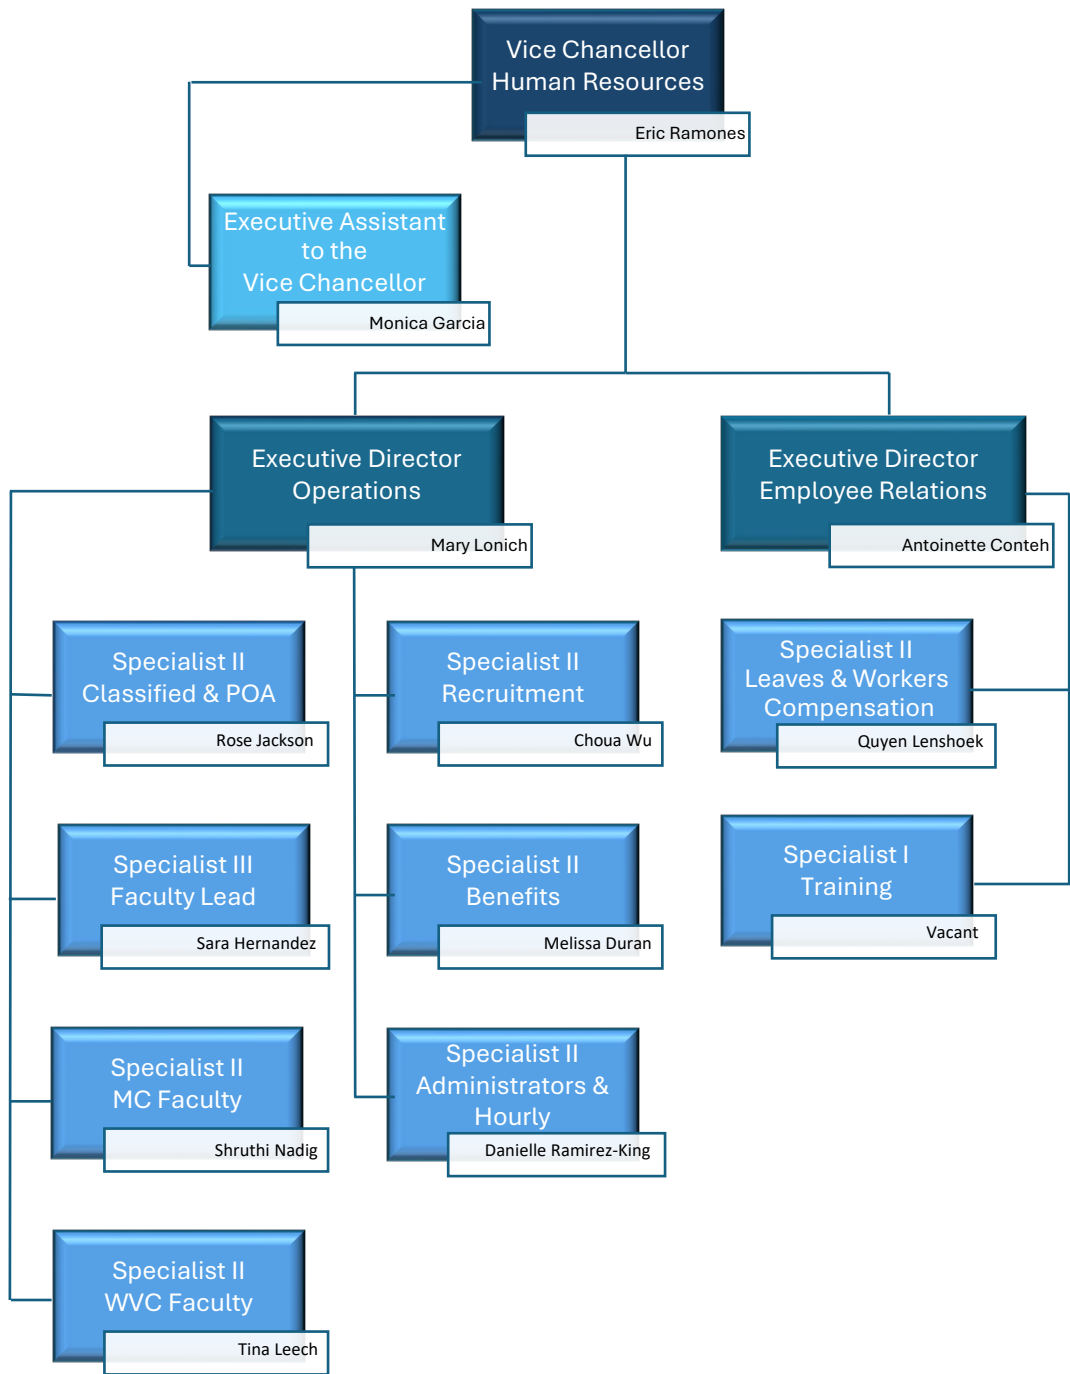 Vice Chancellor
Human Resources
Eric Ramones
Executive Assistant
to the
Vice Chancellor
Monica Garcia
Executive Director
Operations
Mary Lonich
Executive Director
Employee Relations
Antoinette Conteh
Specialist II
Classified & POA
Rose Jackson
Specialist II
Recruitment
Choua Wu
Specialist II
Leaves & Workers
Compensation
Quyen Lenshoek
Specialist III
Faculty Lead
Sara Hernandez
Specialist II
Benefits
Melissa Duran
Specialist I
Training
Vacant
Specialist II
MC Faculty
Shruthi Nadig
Specialist II
Administrators &
Hourly
Danielle Ramirez-King
Specialist II
WVC Faculty
Tina Leech